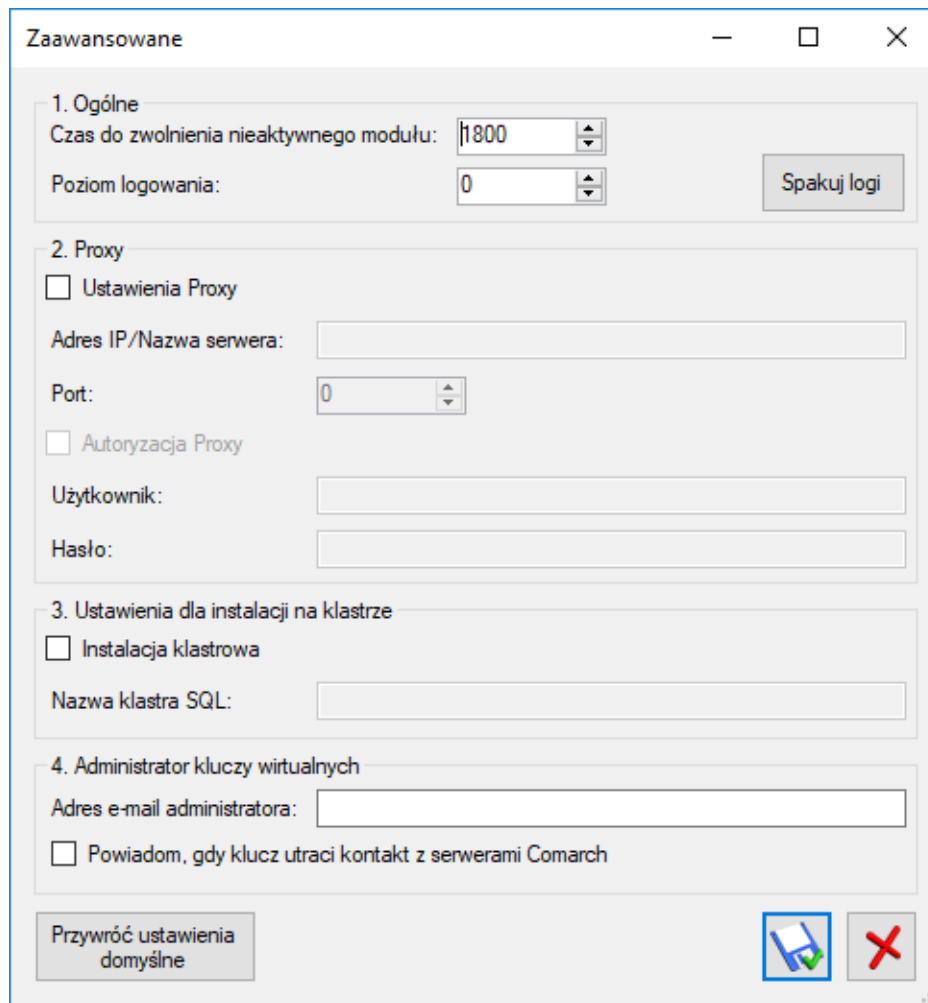 Zaawansowane
1. Ogólne
Czas do zwolnienia nieaktywnego modułu: 1800
Poziom logowania: 0 Spakuj logi
2. Proxy
Ustawienia Proxy
Adres IP/Nazwa serwera:
Port: 0
Autoryzacja Proxy
Użytkownik:
Hasło:
3. Ustawienia dla instalacji na klastrze
Instalacja klastrowa
Nazwa klastra SQL:
4. Administrator kluczy wirtualnych
Adres e-mail administratora:
Powiadom, gdy klucz utraci kontakt z serwerami Comarch
Przywróć ustawienia
domyślne